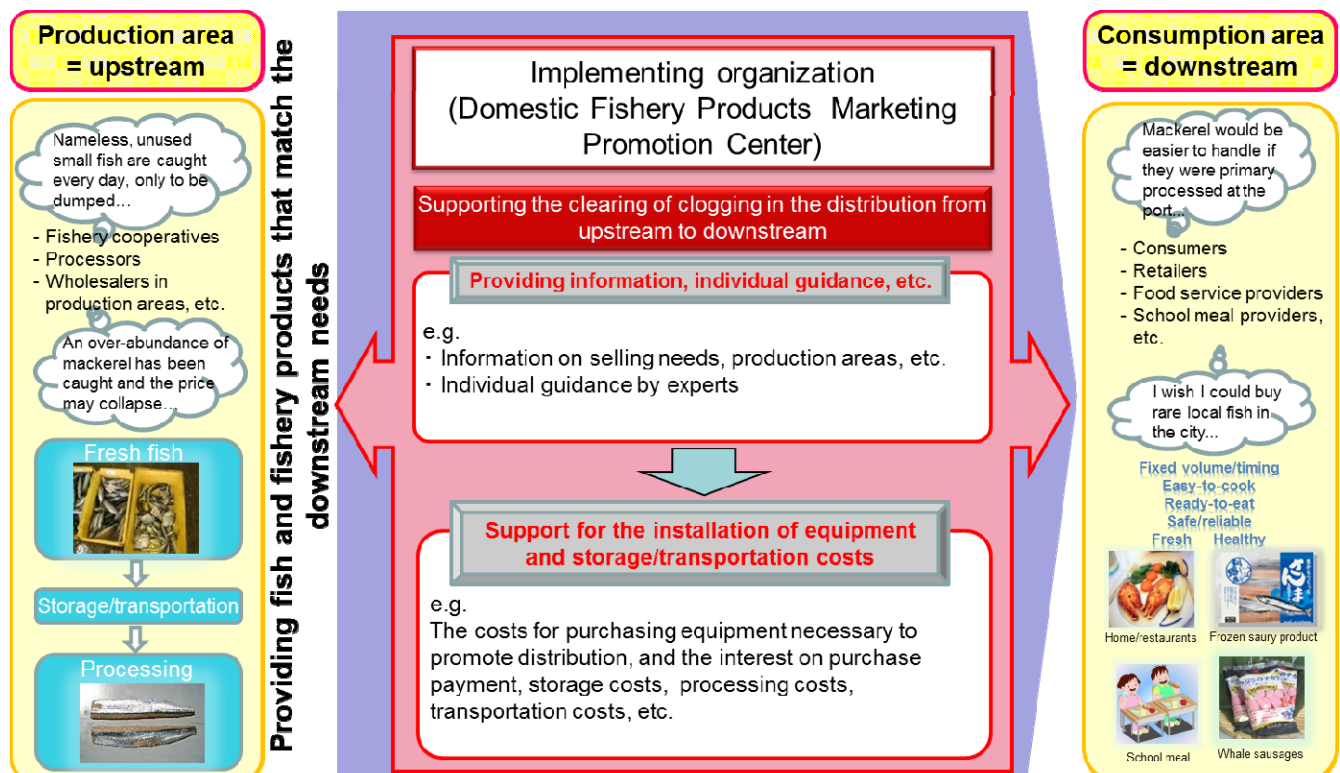 Production area
= upstream
Nameless, unused
small fish are caught
every day, only to be
dumped…
- Fishery cooperatives
- Processors
- Wholesalers in
production areas, etc.
An over-abundance of
mackerel has been
caught and the price
may collapse…
Fresh fish
Storage/transportation
Processing
Providing fish and fishery products that match the
downstream needs
Implementing organization
(Domestic Fishery Products Marketing
Promotion Center)
Supporting the clearing of clogging in the distribution from
upstream to downstream
Providing information, individual guidance, etc.
e.g.
・Information on selling needs, production areas, etc.
・Individual guidance by experts
Support for the installation of equipment
and storage/transportation costs
e.g.
The costs for purchasing equipment necessary to
promote distribution, and the interest on purchase
payment, storage costs, processing costs,
transportation costs, etc.
Consumption area
= downstream
Mackerel would be
easier to handle if
they were primary
processed at the
port...
- Consumers
- Retailers
- Food service providers
- School meal providers,
etc.
I wish I could buy
rare local fish in
the city...
Fixed volume/timing
Easy-to-cook
Ready-to-eat
Safe/reliable
Fresh Healthy
さんま
Home/restaurants
Frozen saury product
School meal
Whale sausages